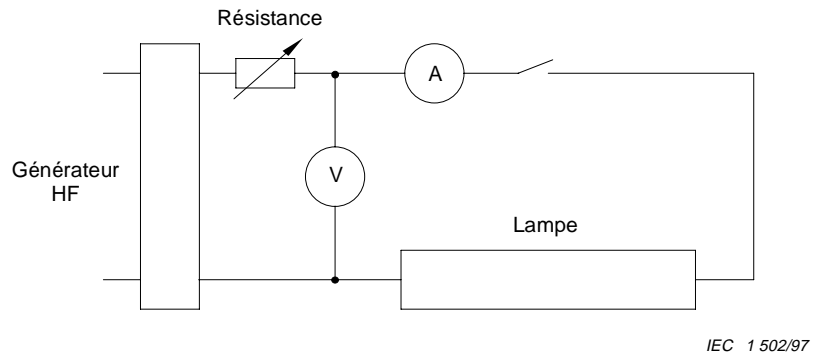 Résistance
A
Générateur
HF
V
Lampe
IEC 1 502/97